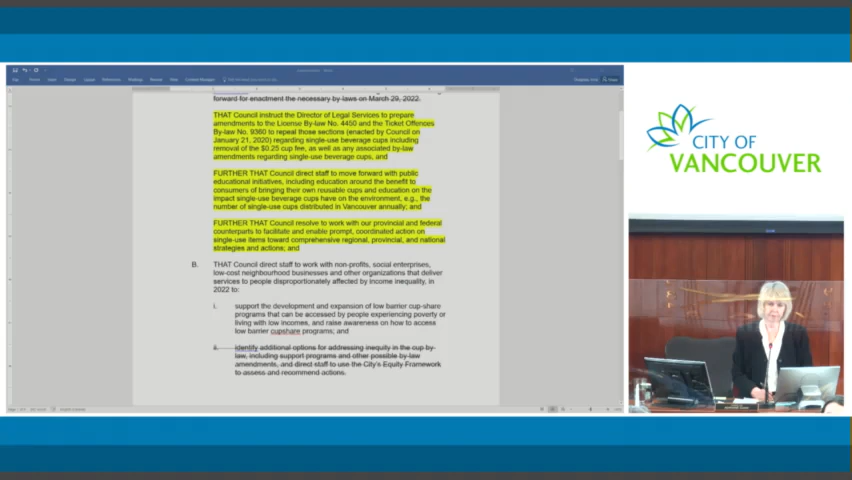 forward for enactment the necessary by laws on March 29, 2022.
THAT Council instruct the Director of Legal Services to prepare
amendments to the License By-law No. 4450 and the Ticket Offences
By-law No. 9360 to repeal those sections (enacted by Council on
January 21, 2020) regarding single-use beverage cups including
removal of the $0.25 cup fee, as well as any associated by-law
amendments regarding single-use beverage cups, and
FURTHER THAT Council direct staff to move forward with public
educational initiatives, including education around the benefit to
consumers of bringing their own reusable cups and education on the
impact single-use beverage cups have on the environment, e.g., the
number of single-use cups distributed in Vancouver annually; and
FURTHER THAT Council resolve to work with our provincial and federal
counterparts to facilitate and enable prompt, coordinated action on
single-use items toward comprehensive regional, provincial, and national
strategies and actions; and
B. THAT Council direct staff to work with non-profits, social enterprises,
low-cost neighbourhood businesses and other organizations that deliver
services to people disproportionately affected by income inequality, in
2022 to:
i. support the development and expansion of low barrier cup-share
programs that can be accessed by people experiencing poverty or
living with low incomes, and raise awareness on how to access
low barrier cupshare programs; and
ii. Identify additional options for addressing inequity in the cup by-
law, including support programs and other possible by-law
amendments, and direct staff to use the City's Equity Framework
to assess and recommend actions.
CITY OF
VANCOUVER